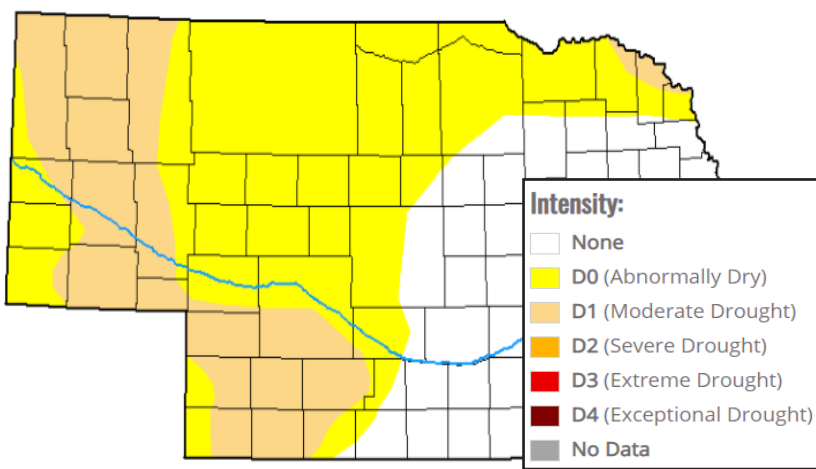 Intensity:
None
D0 (Abnormally Dry)
D1 (Moderate Drought)
D2 (Severe Drought)
D3 (Extreme Drought)
D4 (Exceptional Drought)
No Data